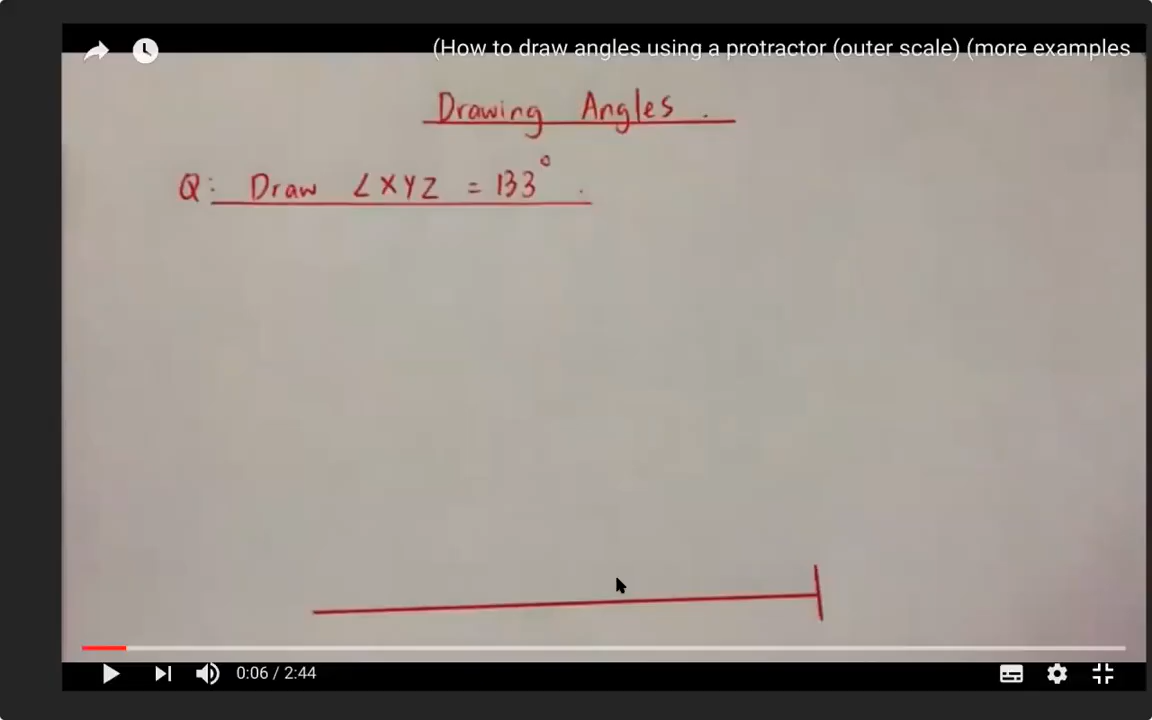 (How to draw angles using a protractor (outer scale) (more examples
Drawing Angles .
Q: Draw ∠XYZ = 133° .
0:06 / 2:44